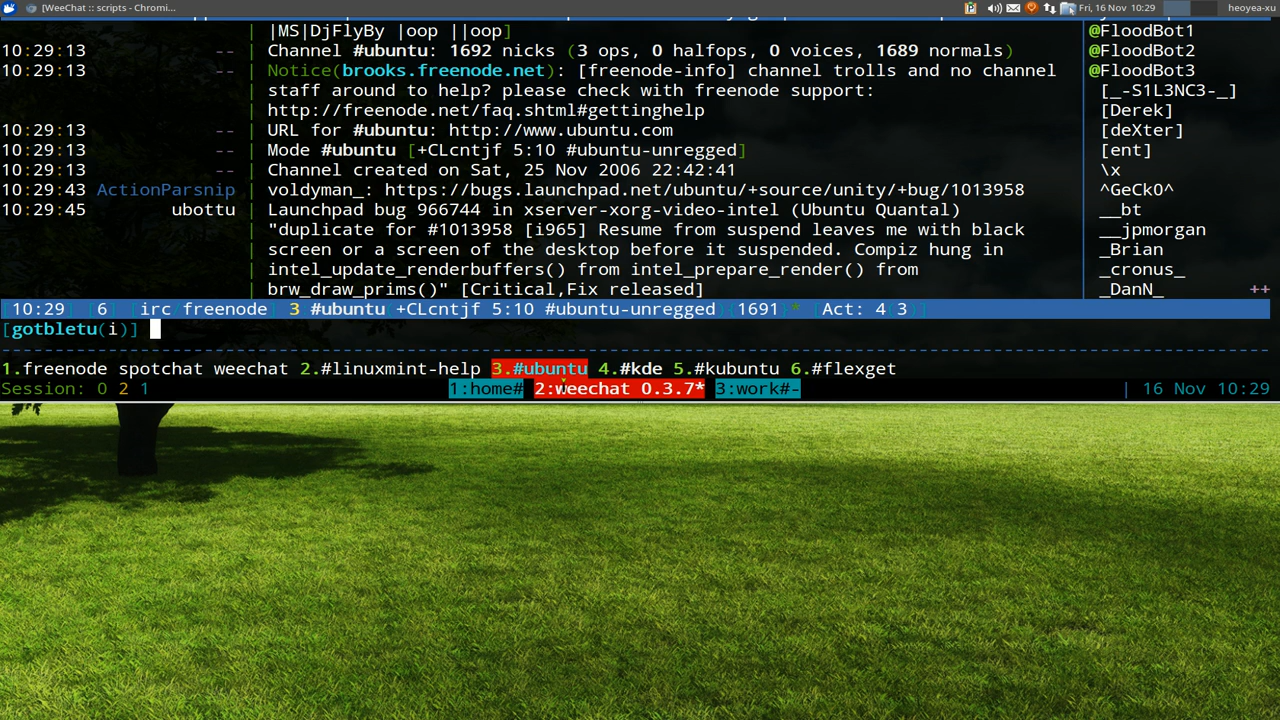 [WeeChat :: scripts - Chromi...
Fri, 16 Nov, 10:29 heoyea-xu
|MS|DjFlyBy |oop ||oop]
10:29:13 -- | Channel #ubuntu: 1692 nicks (3 ops, 0 halfops, 0 voices, 1689 normals)
10:29:13 -- | Notice(brooks.freenode.net): [freenode-info] channel trolls and no channel
| staff around to help? please check with freenode support:
| http://freenode.net/faq.shtml#gettinghelp
10:29:13 -- | URL for #ubuntu: http://www.ubuntu.com
10:29:13 -- | Mode #ubuntu [+CLcntjf 5:10 #ubuntu-unregged]
10:29:13 -- | Channel created on Sat, 25 Nov 2006 22:42:41
10:29:43 ActionParsnip | voldyman_: https://bugs.launchpad.net/ubuntu/+source/unity/+bug/1013958
10:29:45 ubottu | Launchpad bug 966744 in xserver-xorg-video-intel (Ubuntu Quantal)
| "duplicate for #1013958 [i965] Resume from suspend leaves me with black
| screen or a screen of the desktop before it suspended. Compiz hung in
| intel_update_renderbuffers() from intel_prepare_render() from
| brw_draw_prims()" [Critical,Fix released]
@FloodBot1
@FloodBot2
@FloodBot3
[_-S1L3NC3-_]
[Derek]
[deXter]
[ent]
\x
^GeCk0^
__bt
__jpmorgan
_Brian
_cronus_
_DanN_ ++
[10:29] [6] [irc/freenode] 3 #ubuntu(+CLcntjf 5:10 #ubuntu-unregged){1691}* [Act: 4(3)]
[gotbletu(i)]
1.freenode spotchat weechat 2.#linuxmint-help 3.#ubuntu 4.#kde 5.#kubuntu 6.#flexget
Session: 0 2 1 1:home# 2:weechat 0.3.7* 3:work#- | 16 Nov 10:29